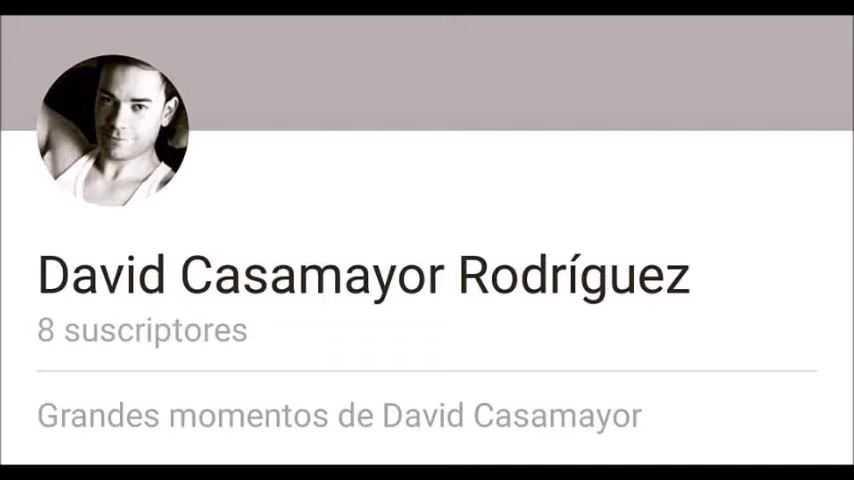 David Casamayor Rodríguez
8 suscriptores
Grandes momentos de David Casamayor